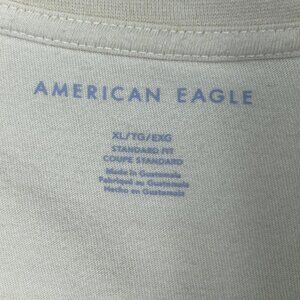 AMERICAN EAGLE
XL/TG/EXG
STANDARD FIT
COUPE STANDARD
Made in Guatemala
Fabriqué au Guatemala
Hecho en Guatemala